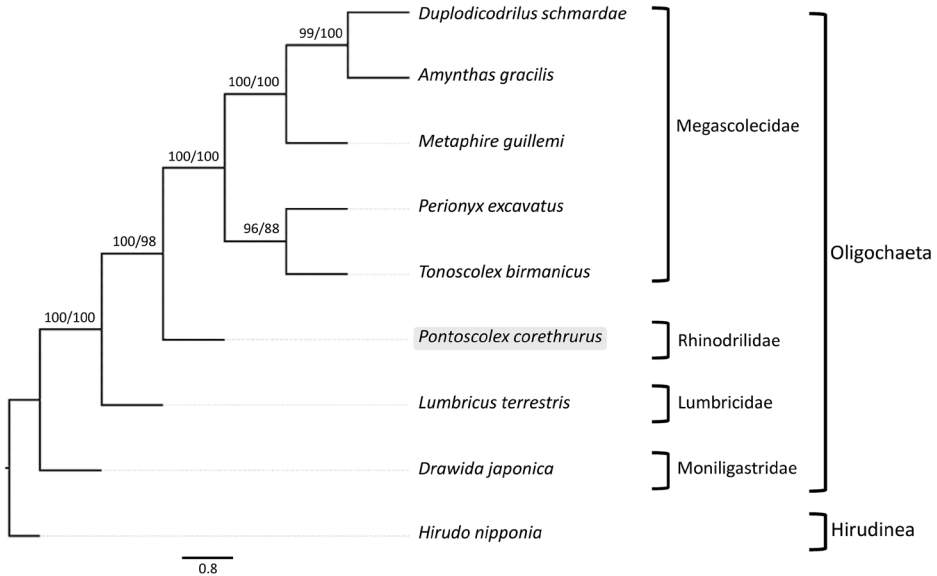 Duplodicodrilus schmardae
99/100
Amynthas gracilis
100/100
Megascolecidae
Metaphire guillemi
100/100
Perionyx excavatus
96/88
100/98
Oligochaeta
Tonoscolex birmanicus
100/100
Pontoscolex corethrurus
Rhinodrilidae
Lumbricus terrestris
Lumbricidae
Drawida japonica
Moniligastridae
Hirudo nipponia
Hirudinea
0.8